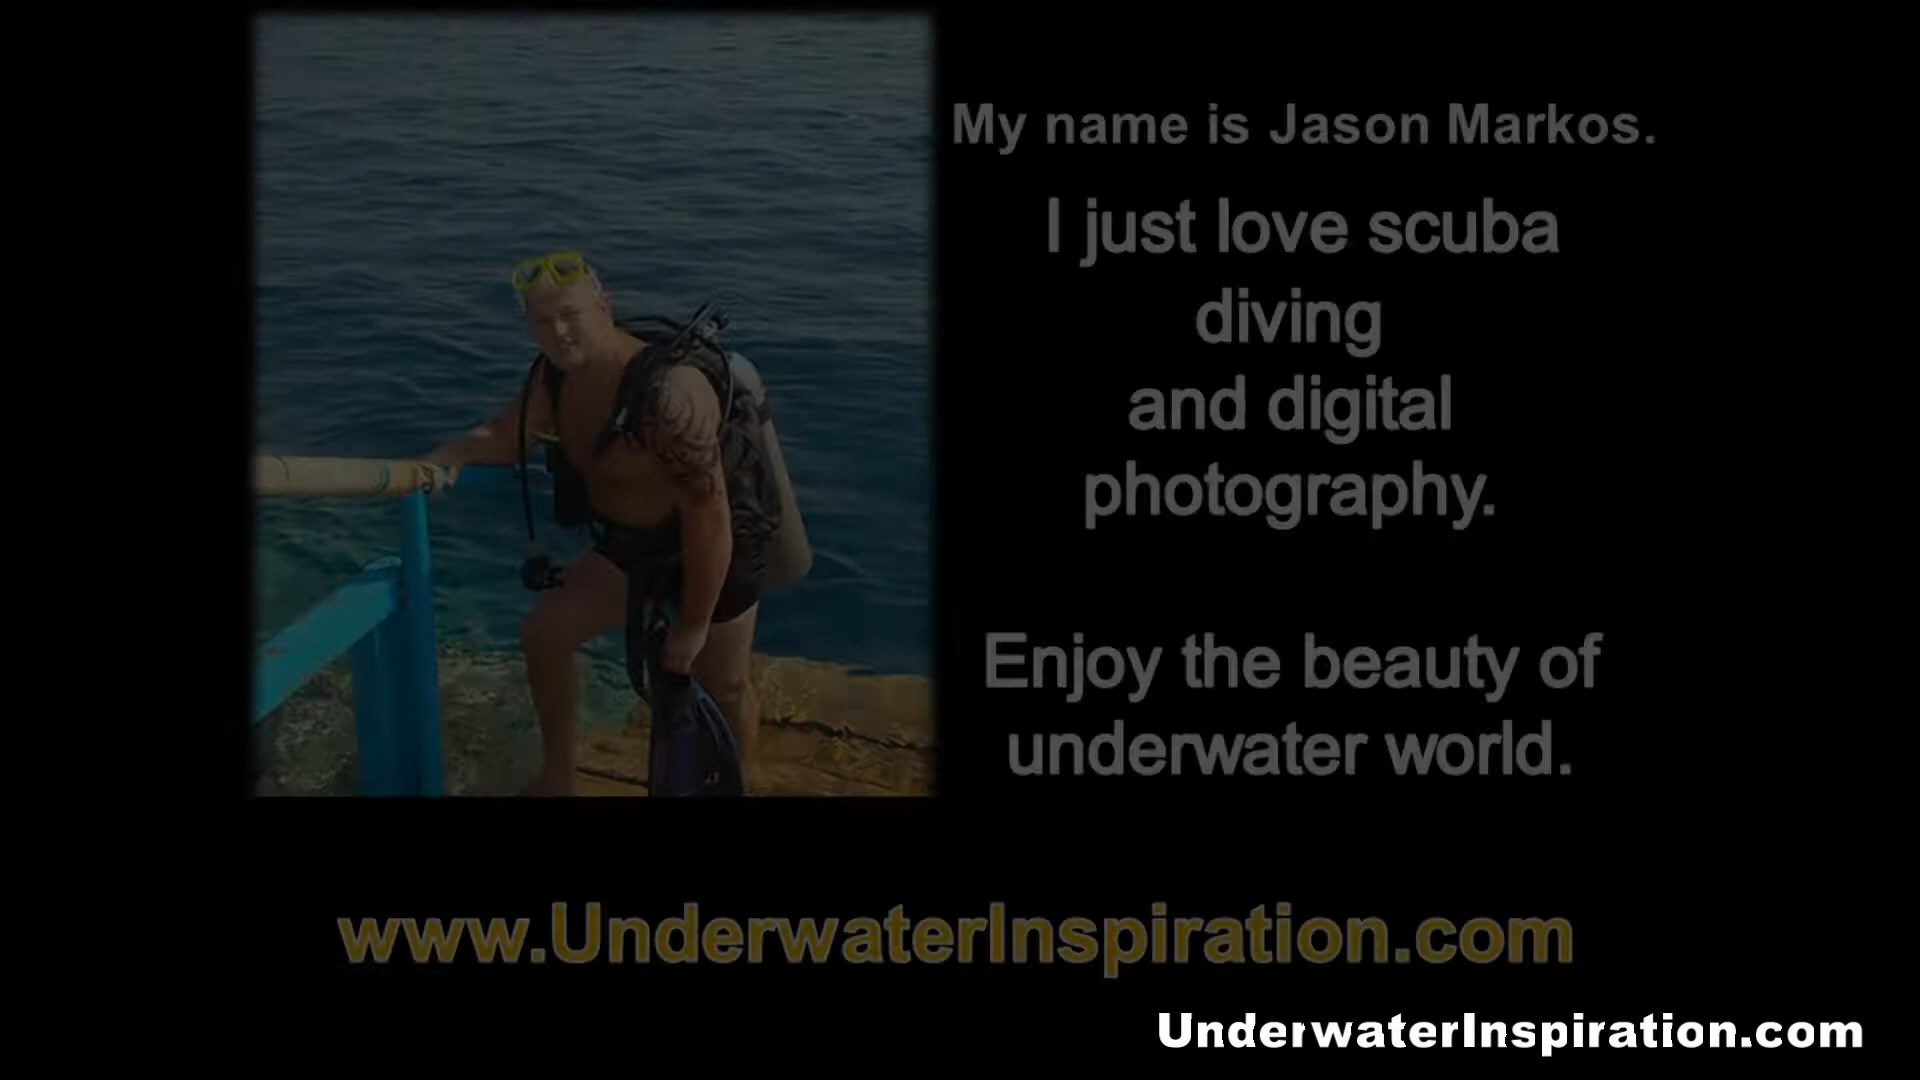 My name is Jason Markos.
I just love scuba
diving
and digital
photography.
Enjoy the beauty of
underwater world.
www.UnderwaterInspiration.com
UnderwaterInspiration.com